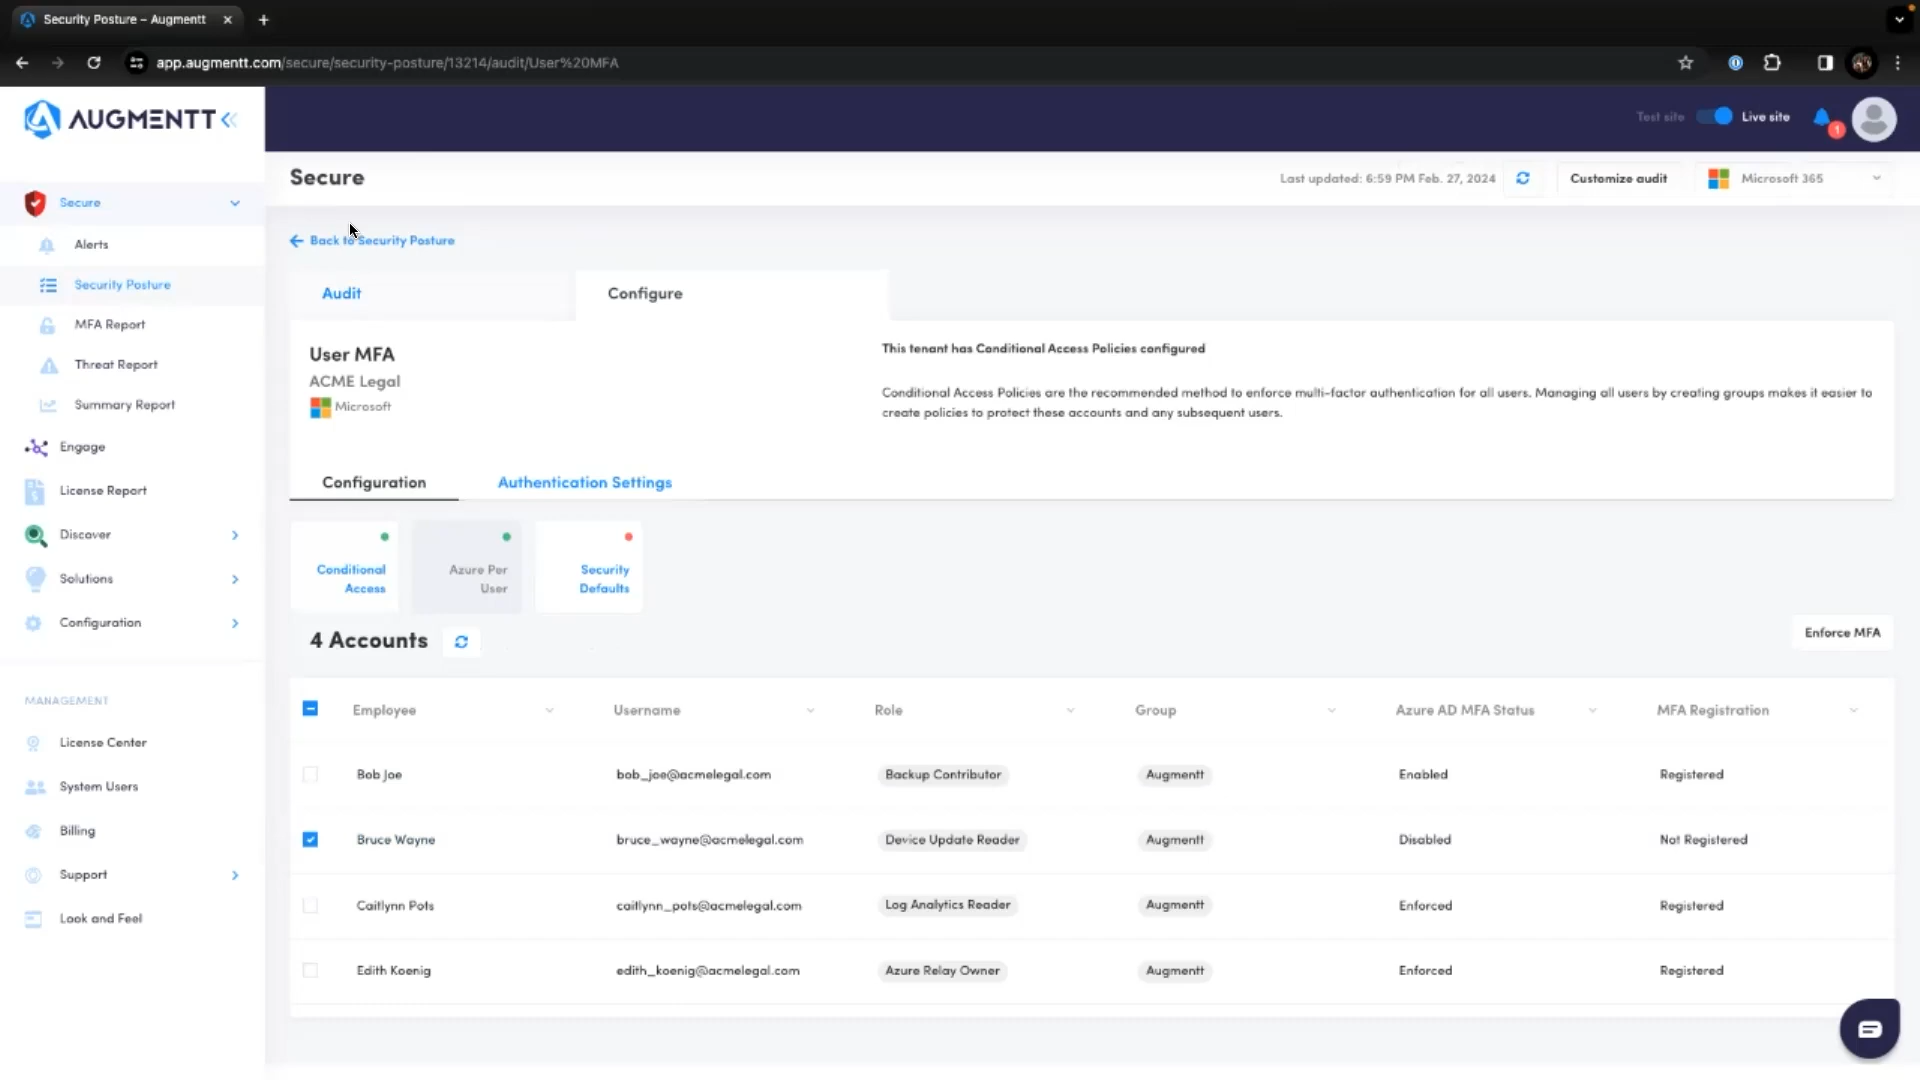 Security Posture – Augmentt
app.augmentt.com/secure/security-posture/13214/audit/User%20MFA
AUGMENTT
Test site
Live site
1
Secure
Last updated: 6:59 PM Feb. 27, 2024
Customize audit
Microsoft 365
Secure
Alerts
Security Posture
MFA Report
Threat Report
Summary Report
Engage
License Report
Discover
Solutions
Configuration
MANAGEMENT
License Center
System Users
Billing
Support
Look and Feel
Back to Security Posture
Audit
Configure
User MFA
ACME Legal
Microsoft
This tenant has Conditional Access Policies configured
Conditional Access Policies are the recommended method to enforce multi-factor authentication for all users. Managing all users by creating groups makes it easier to
create policies to protect these accounts and any subsequent users.
Configuration
Authentication Settings
Conditional
Access
Azure Per
User
Security
Defaults
4 Accounts
Enforce MFA
Employee Username Role Group Azure AD MFA Status MFA Registration
Bob Joe bob_joe@acmelegal.com Backup Contributor Augmentt Enabled Registered
Bruce Wayne bruce_wayne@acmelegal.com Device Update Reader Augmentt Disabled Not Registered
Caitlynn Pots caitlynn_pots@acmelegal.com Log Analytics Reader Augmentt Enforced Registered
Edith Koenig edith_koenig@acmelegal.com Azure Relay Owner Augmentt Enforced Registered